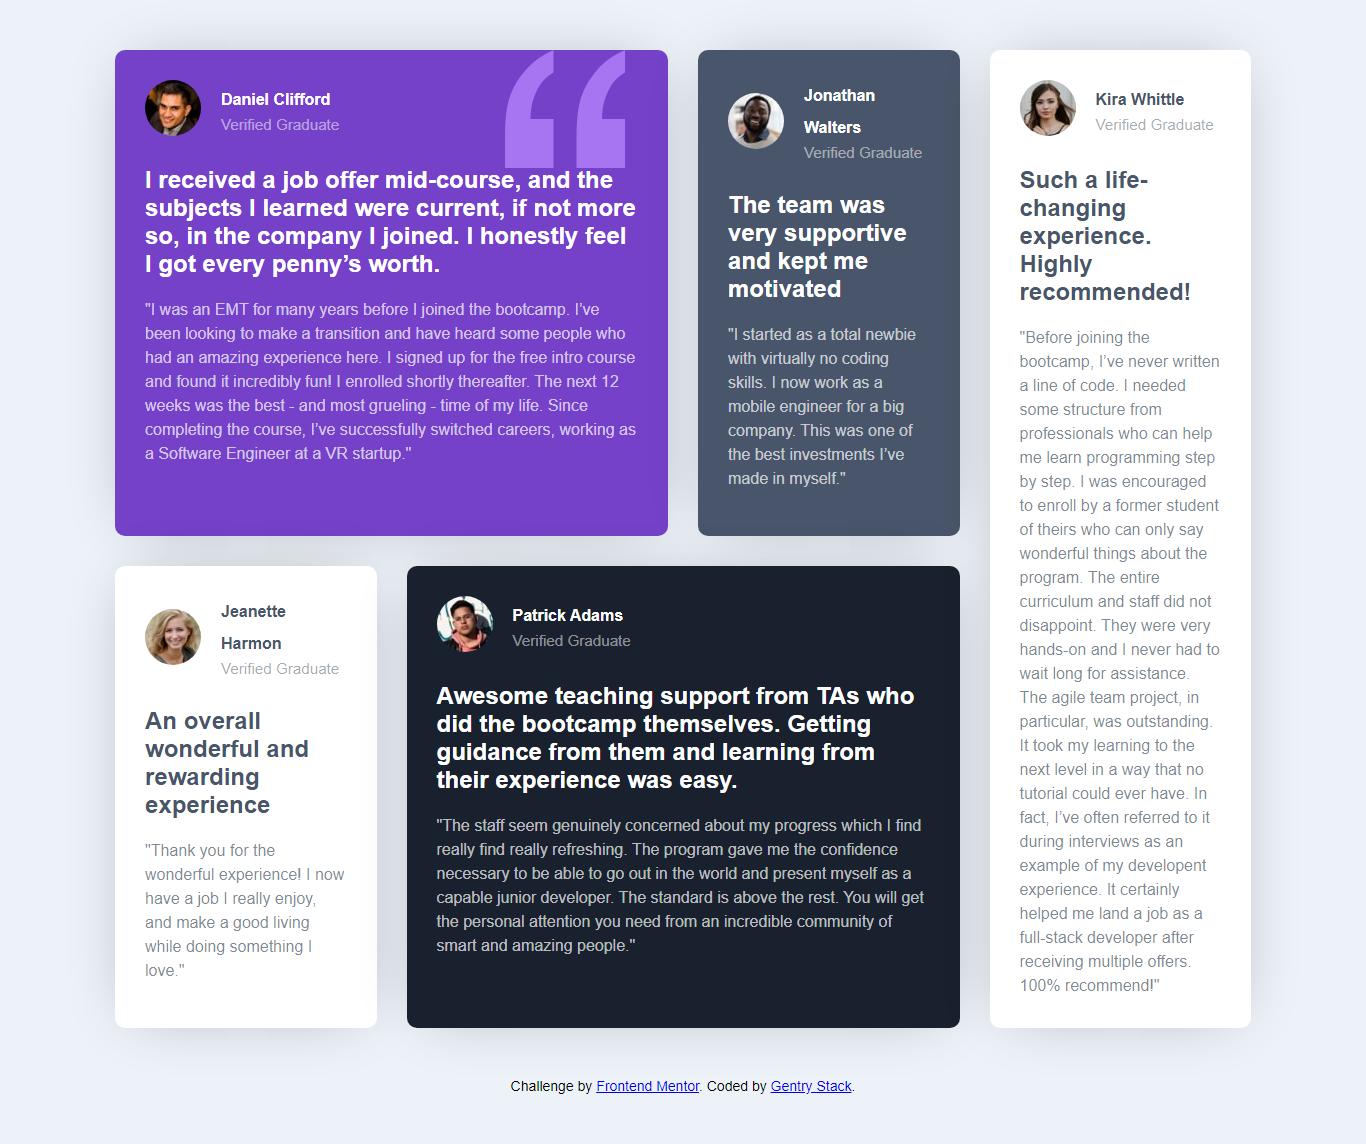 Daniel Clifford
Verified Graduate
I received a job offer mid-course, and the
subjects I learned were current, if not more
so, in the company I joined. I honestly feel
I got every penny’s worth.
"I was an EMT for many years before I joined the bootcamp. I’ve
been looking to make a transition and have heard some people who
had an amazing experience here. I signed up for the free intro course
and found it incredibly fun! I enrolled shortly thereafter. The next 12
weeks was the best - and most grueling - time of my life. Since
completing the course, I’ve successfully switched careers, working as
a Software Engineer at a VR startup."
Jonathan
Walters
Verified Graduate
The team was
very supportive
and kept me
motivated
"I started as a total newbie
with virtually no coding
skills. I now work as a
mobile engineer for a big
company. This was one of
the best investments I’ve
made in myself."
Kira Whittle
Verified Graduate
Such a life-
changing
experience.
Highly
recommended!
"Before joining the
bootcamp, I’ve never written
a line of code. I needed
some structure from
professionals who can help
me learn programming step
by step. I was encouraged
to enroll by a former student
of theirs who can only say
wonderful things about the
program. The entire
curriculum and staff did not
disappoint. They were very
hands-on and I never had to
wait long for assistance.
The agile team project, in
particular, was outstanding.
It took my learning to the
next level in a way that no
tutorial could ever have. In
fact, I’ve often referred to it
during interviews as an
example of my developent
experience. It certainly
helped me land a job as a
full-stack developer after
receiving multiple offers.
100% recommend!"
Jeanette
Harmon
Verified Graduate
An overall
wonderful and
rewarding
experience
"Thank you for the
wonderful experience! I now
have a job I really enjoy,
and make a good living
while doing something I
love."
Patrick Adams
Verified Graduate
Awesome teaching support from TAs who
did the bootcamp themselves. Getting
guidance from them and learning from
their experience was easy.
"The staff seem genuinely concerned about my progress which I find
really find really refreshing. The program gave me the confidence
necessary to be able to go out in the world and present myself as a
capable junior developer. The standard is above the rest. You will get
the personal attention you need from an incredible community of
smart and amazing people."
Challenge by Frontend Mentor. Coded by Gentry Stack.